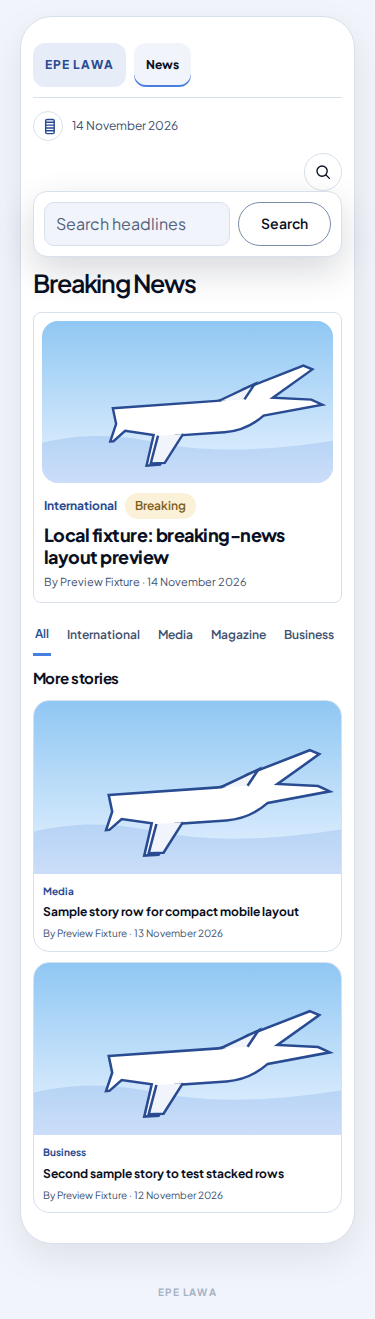 EPE LAWA
News
14 November 2026
Search headlines
Search
Breaking News
International
Breaking
Local fixture: breaking-news
layout preview
By Preview Fixture · 14 November 2026
All
International
Media
Magazine
Business
More stories
Media
Sample story row for compact mobile layout
By Preview Fixture · 13 November 2026
Business
Second sample story to test stacked rows
By Preview Fixture · 12 November 2026
EPE LAWA